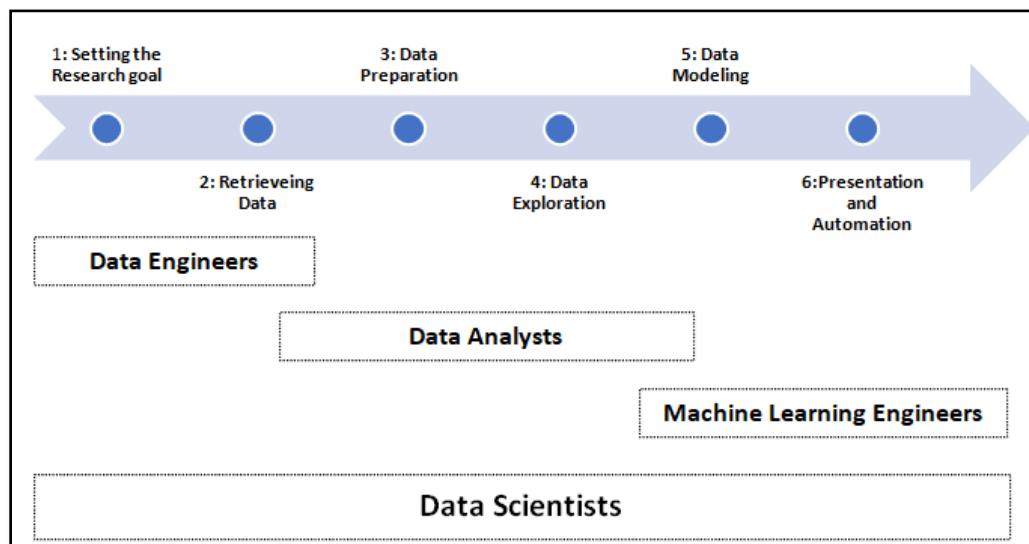 1: Setting the
Research goal
3: Data
Preparation
5: Data
Modeling
2: Retrieveing
Data
4: Data
Exploration
6:Presentation
and
Automation
Data Engineers
Data Analysts
Machine Learning Engineers
Data Scientists